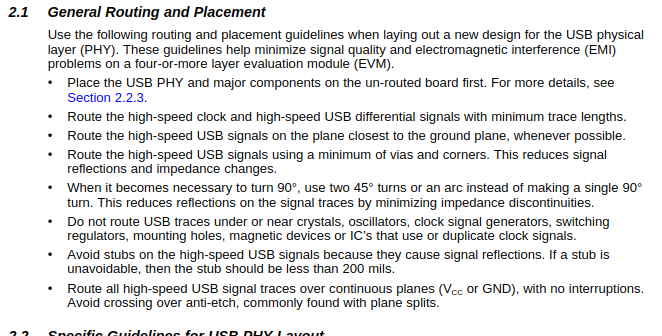 2.1 General Routing and Placement
Use the following routing and placement guidelines when laying out a new design for the USB physical
layer (PHY). These guidelines help minimize signal quality and electromagnetic interference (EMI)
problems on a four-or-more layer evaluation module (EVM).
• Place the USB PHY and major components on the un-routed board first. For more details, see
Section 2.2.3.
• Route the high-speed clock and high-speed USB differential signals with minimum trace lengths.
• Route the high-speed USB signals on the plane closest to the ground plane, whenever possible.
• Route the high-speed USB signals using a minimum of vias and corners. This reduces signal
reflections and impedance changes.
• When it becomes necessary to turn 90°, use two 45° turns or an arc instead of making a single 90°
turn. This reduces reflections on the signal traces by minimizing impedance discontinuities.
• Do not route USB traces under or near crystals, oscillators, clock signal generators, switching
regulators, mounting holes, magnetic devices or IC's that use or duplicate clock signals.
• Avoid stubs on the high-speed USB signals because they cause signal reflections. If a stub is
unavoidable, then the stub should be less than 200 mils.
• Route all high-speed USB signal traces over continuous planes (VCC or GND), with no interruptions.
Avoid crossing over anti-etch, commonly found with plane splits.
2.2 Specific Guidelines for USB PHY Layout